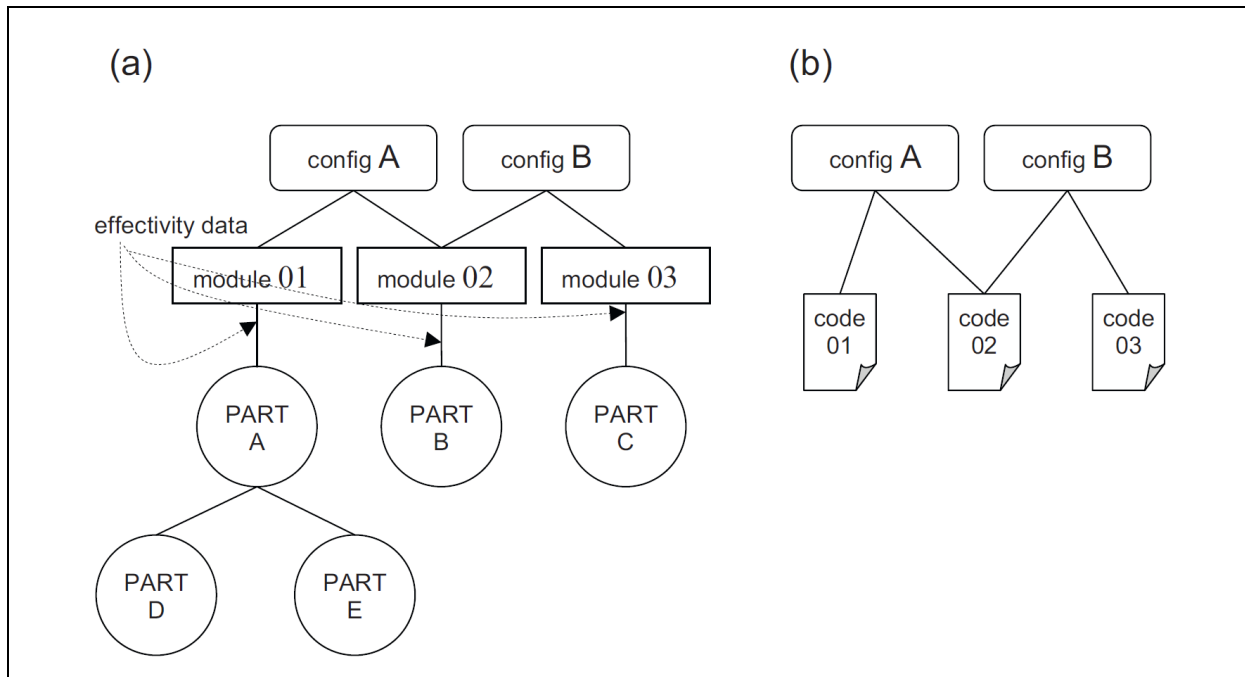 (a)
(b)
config A
config B
config A
config B
effectivity data
module 01
module 02
module 03
code
01
code
02
code
03
PART
A
PART
B
PART
C
PART
D
PART
E